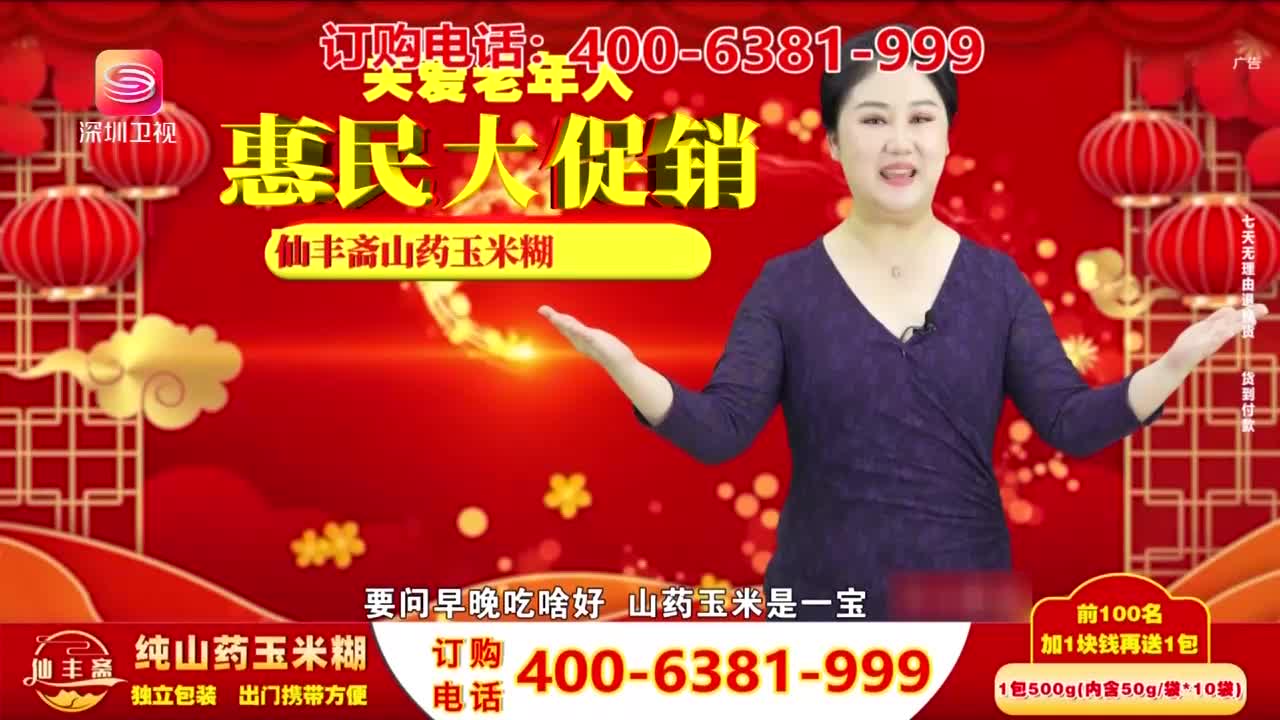 订购电话：400-6381-999
深圳卫视
广告
关爱老年人
惠民大促销
仙丰斋山药玉米糊
七天无理由退换货 货到付款
要问早晚吃啥好 山药玉米是一宝
仙丰斋
纯山药玉米糊
独立包装 出门携带方便
订购电话
400-6381-999
前100名
加1块钱再送1包
1包500g(内含50g/袋*10袋)